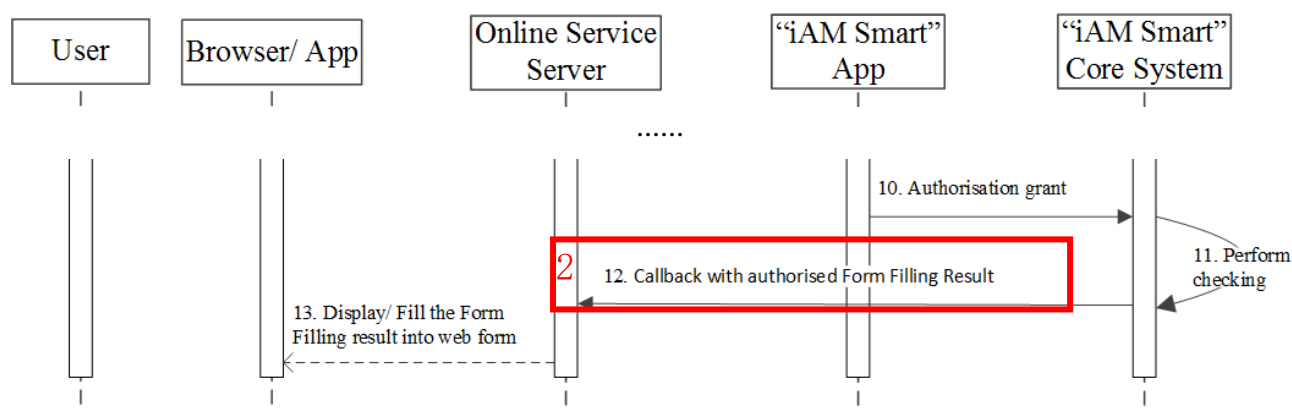 User
Browser/ App
Online Service
Server
“iAM Smart”
App
“iAM Smart”
Core System
......
10. Authorisation grant
11. Perform
checking
2
12. Callback with authorised Form Filling Result
13. Display/ Fill the Form
Filling result into web form